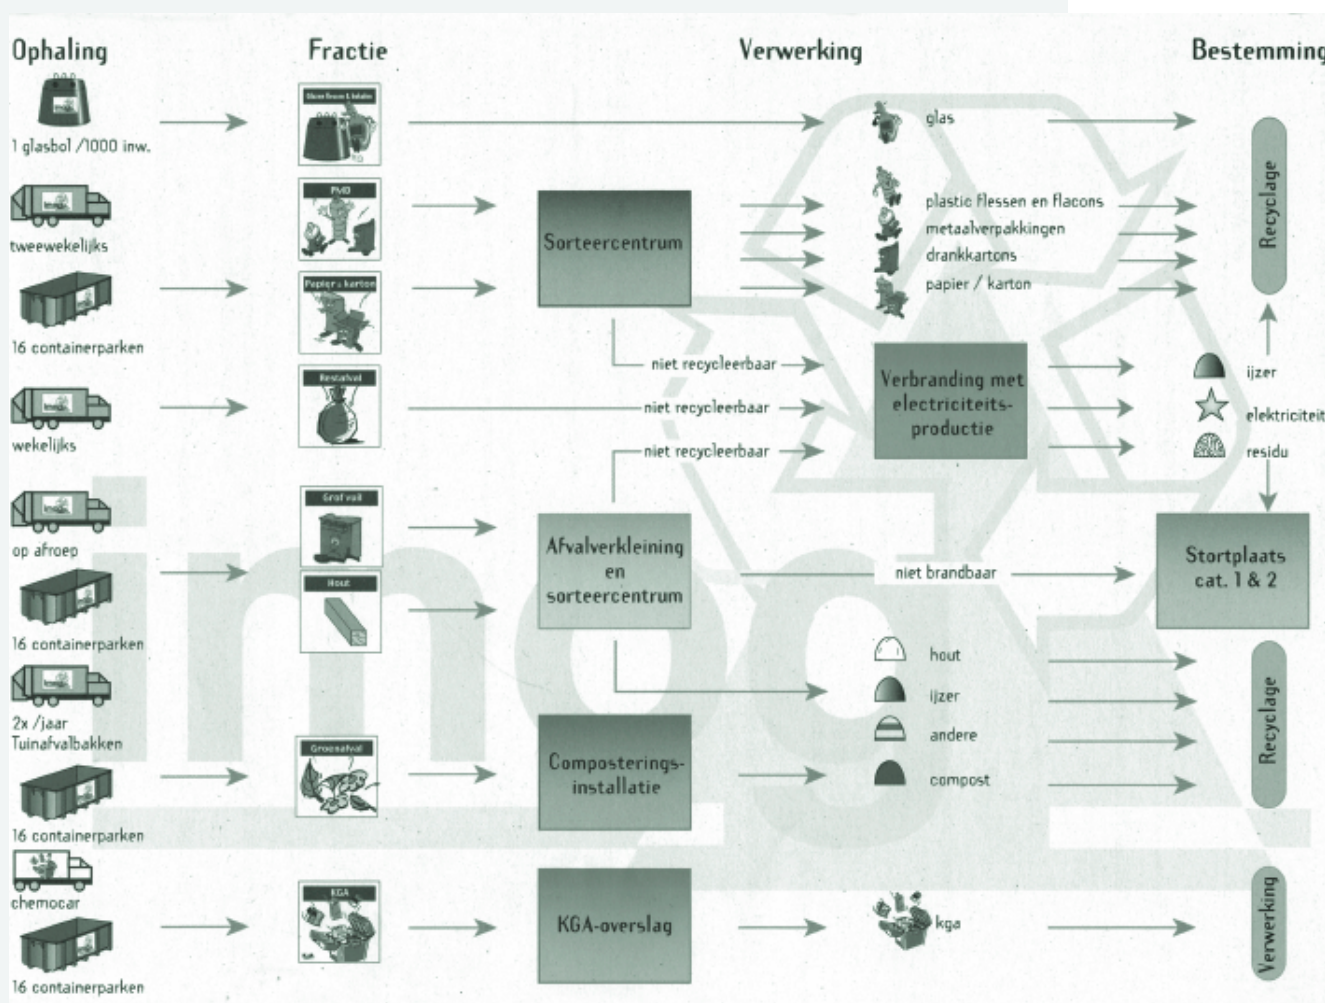 Ophaling
Fractie
Verwerking
Bestemming
1 glasbol /1000 inw.
glas
tweewekelijks
PMD
Sorteercentrum
plastic flessen en flacons
metaalverpakkingen
drankkartons
papier / karton
Recyclage
16 containerparken
Papier & karton
niet recycleerbaar
wekelijks
Restafval
niet recycleerbaar
niet recycleerbaar
Verbranding met
electriciteits-
productie
ijzer
elektriciteit
residu
op afroep
Grof vuil
Hout
16 containerparken
Afvalverkleining
en
sorteercentrum
niet brandbaar
Stortplaats
cat. 1 & 2
2x /jaar
Tuinafvalbakken
hout
ijzer
andere
compost
Recyclage
16 containerparken
Groenafval
Composterings-
installatie
chemocar
16 containerparken
KGA
KGA-overslag
kga
Verwerking
imog